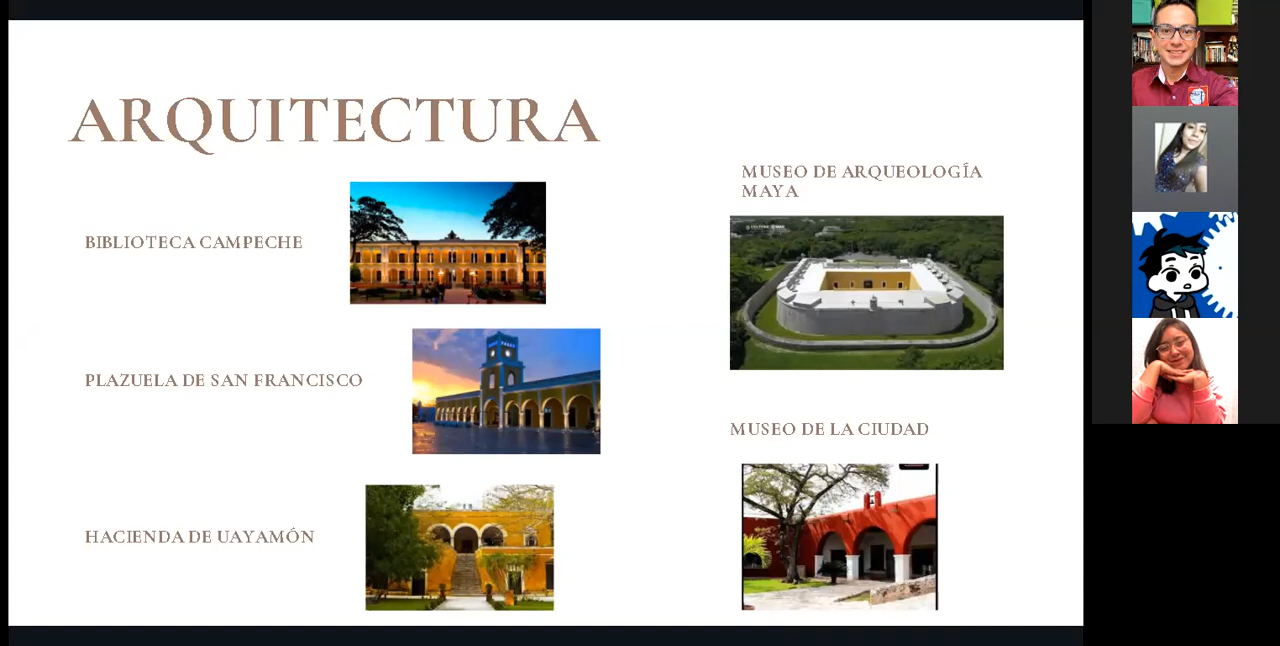 ARQUITECTURA
BIBLIOTECA CAMPECHE
PLAZUELA DE SAN FRANCISCO
HACIENDA DE UAYAMÓN
MUSEO DE ARQUEOLOGÍA
MAYA
MUSEO DE LA CIUDAD